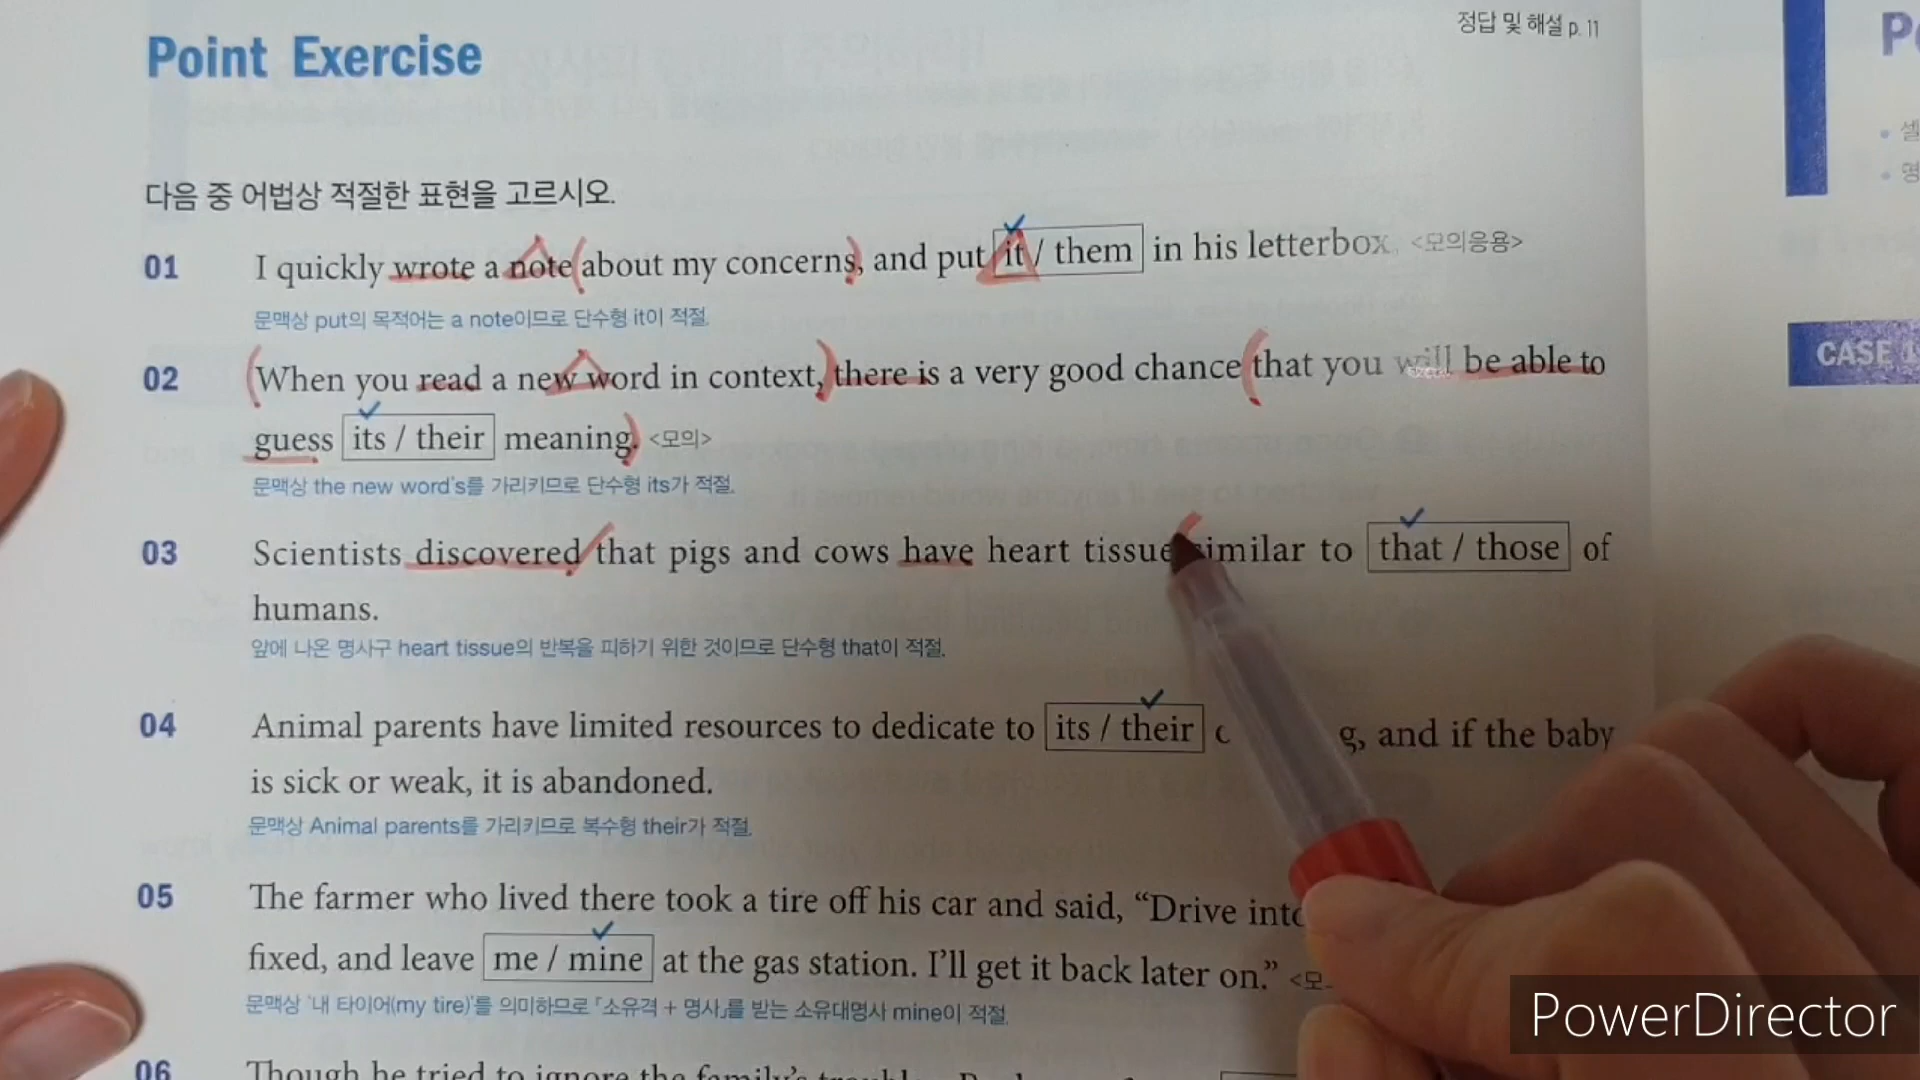 정답 및 해설 p. 11
Point Exercise
다음 중 어법상 적절한 표현을 고르시오.
01 I quickly wrote a note about my concerns, and put it / them in his letterbox. <모의응용>
문맥상 put의 목적어는 a note이므로 단수형 it이 적절.
02 When you read a new word in context, there is a very good chance that you will be able to
guess its / their meaning. <모의>
문맥상 the new word's를 가리키므로 단수형 its가 적절.
03 Scientists discovered that pigs and cows have heart tissue similar to that / those of
humans.
앞에 나온 명사구 heart tissue의 반복을 피하기 위한 것이므로 단수형 that이 적절.
04 Animal parents have limited resources to dedicate to its / their g, and if the baby
is sick or weak, it is abandoned.
문맥상 Animal parents를 가리키므로 복수형 their가 적절.
05 The farmer who lived there took a tire off his car and said, “Drive into
fixed, and leave me / mine at the gas station. I’ll get it back later on.” <모
문맥상 '내 타이어(my tire)'를 의미하므로 「소유격 + 명사」를 받는 소유대명사 mine이 적절.
06 Though he tried to ignore the family’s
CASE 1
PowerDirector